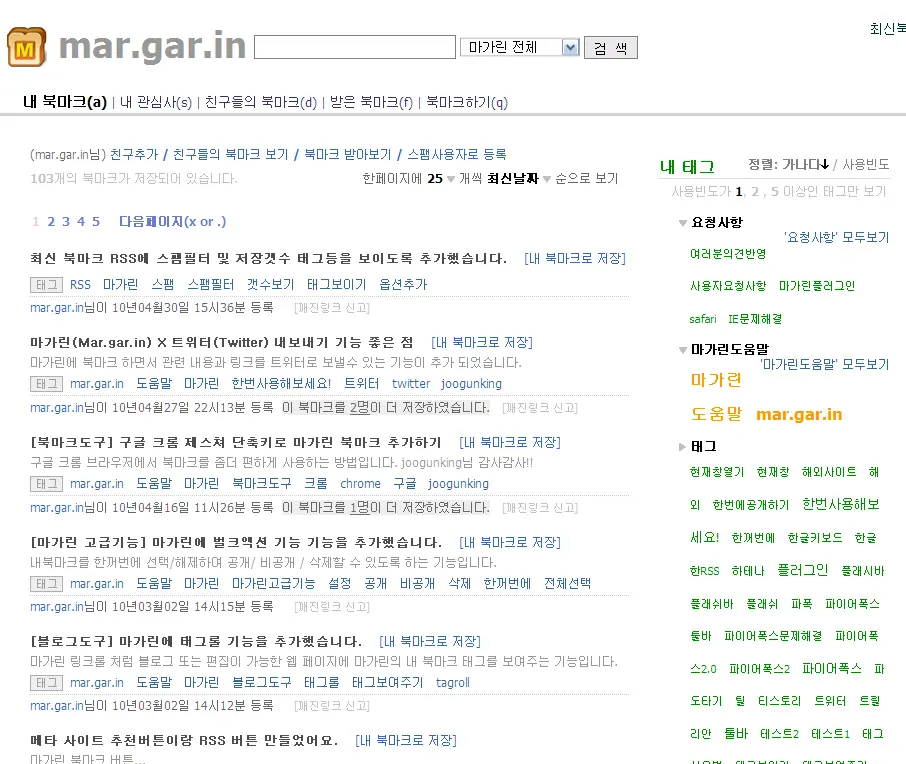 mar.gar.in 마가린 전체 검 색
최신북
내 북마크(a) | 내 관심사(s) | 친구들의 북마크(d) | 받은 북마크(f) | 북마크하기(q)
(mar.gar.in님) 친구추가 / 친구들의 북마크 보기 / 북마크 받아보기 / 스팸사용자로 등록
103개의 북마크가 저장되어 있습니다. 한페이지에 25 ▼ 개씩 최신날짜 ▼ 순으로 보기
1 2 3 4 5 다음페이지(x or .)
최신 북마크 RSS에 스팸필터 및 저장갯수 태그등을 보이도록 추가했습니다. [내 북마크로 저장]
태그 RSS 마가린 스팸 스팸필터 갯수보기 태그보이기 옵션추가
mar.gar.in님이 10년04월30일 15시36분 등록 [깨진링크 신고]
마가린(Mar.gar.in) X 트위터(Twitter) 내보내기 기능 좋은 점 [내 북마크로 저장]
마가린에 북마크 하면서 관련 내용과 링크를 트위터로 보낼수 있는 기능이 추가 되었습니다.
태그 mar.gar.in 도움말 마가린 한번사용해보세요! 트위터 twitter joogunking
mar.gar.in님이 10년04월27일 22시13분 등록 이 북마크를 2명이 더 저장하였습니다. [깨진링크 신고]
[북마크도구] 구글 크롬 제스쳐 단축키로 마가린 북마크 추가하기 [내 북마크로 저장]
구글 크롬 브라우저에서 북마크를 좀더 편하게 사용하는 방법입니다. joogunking님 감사감사!!
태그 mar.gar.in 도움말 마가린 북마크도구 크롬 chrome 구글 joogunking
mar.gar.in님이 10년04월16일 11시26분 등록 이 북마크를 1명이 더 저장하였습니다. [깨진링크 신고]
[마가린 고급기능] 마가린에 벌크액션 기능 기능을 추가했습니다. [내 북마크로 저장]
내북마크를 한꺼번에 선택/해제하여 공개/ 비공개 / 삭제할 수 있도록 하는 기능입니다.
태그 mar.gar.in 도움말 마가린 마가린고급기능 설정 공개 비공개 삭제 한꺼번에 전체선택
mar.gar.in님이 10년03월02일 14시15분 등록 [깨진링크 신고]
[블로그도구] 마가린에 태그롤 기능을 추가했습니다. [내 북마크로 저장]
마가린 링크롤 처럼 블로그 또는 편집이 가능한 웹 페이지에 마가린의 내 북마크 태그를 보여주는 기능입니다.
태그 mar.gar.in 도움말 마가린 블로그도구 태그롤 태그보여주기 tagroll
mar.gar.in님이 10년03월02일 14시12분 등록 [깨진링크 신고]
메타 사이트 추천버튼이랑 RSS 버튼 만들었어요. [내 북마크로 저장]
마가린 북마크 버튼...
내 태그 정렬: 가나다↓ / 사용빈도
사용빈도가 1, 2 , 5 이상인 태그만 보기
▼ 요청사항
'요청사항' 모두보기
여러분의견반영
사용자요청사항 마가린플러그인
safari IE문제해결
▼ 마가린도움말
'마가린도움말' 모두보기
마가린
도움말 mar.gar.in
▶ 태그
현재창열기 현재창 해외사이트 해
외 한번에공개하기 한번사용해보
세요! 한꺼번에 한글키보드 한글
한RSS 하테나 플러그인 플래시바
플래쉬바 플래쉬 파폭 파이어폭스
툴바 파이어폭스문제해결 파이어폭
스2.0 파이어폭스2 파이어폭스 파
도타기 틸 티스토리 트위터 트릴
리안 툴바 테스트2 테스트1 태그